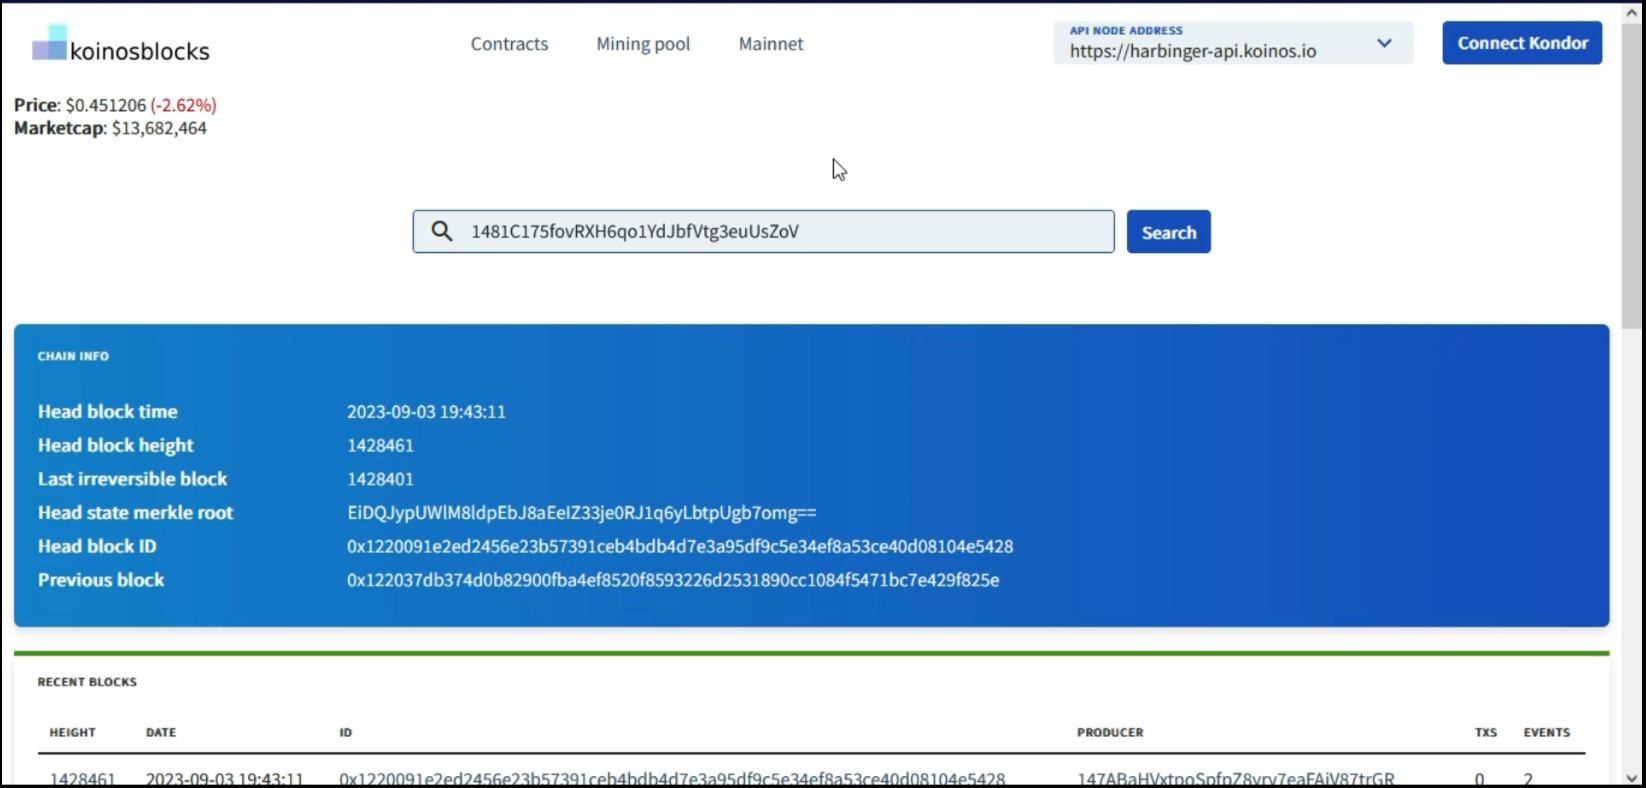 koinosblocks
Contracts Mining pool Mainnet
API NODE ADDRESS
https://harbinger-api.koinos.io
Connect Kondor
Price: $0.451206 (-2.62%)
Marketcap: $13,682,464
1481C175fovRXH6qo1YdJbfVtg3euUsZoV
Search
CHAIN INFO
Head block time 2023-09-03 19:43:11
Head block height 1428461
Last irreversible block 1428401
Head state merkle root EiDQJypUWlM8ldpEbJ8aEeIZ33je0RJ1q6yLbtpUgb7omg==
Head block ID 0x1220091e2ed2456e23b57391ceb4bdb4d7e3a95df9c5e34ef8a53ce40d08104e5428
Previous block 0x122037db374d0b82900fba4ef8520f8593226d2531890cc1084f5471bc7e429f825e
RECENT BLOCKS
HEIGHT DATE ID PRODUCER TXS EVENTS
1428461 2023-09-03 19:43:11 0x1220091e2ed2456e23b57391ceb4bdb4d7e3a95df9c5e34ef8a53ce40d08104e5428 0 2